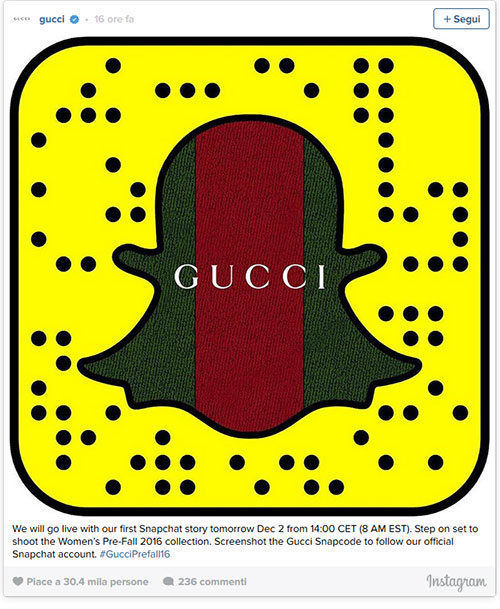 GUCCI gucci • 16 ore fa + Segui
GUCCI
We will go live with our first Snapchat story tomorrow Dec 2 from 14:00 CET (8 AM EST). Step on set to
shoot the Women's Pre-Fall 2016 collection. Screenshot the Gucci Snapcode to follow our official
Snapchat account. #GucciPrefall16
Piace a 30.4 mila persone 236 commenti Instagram